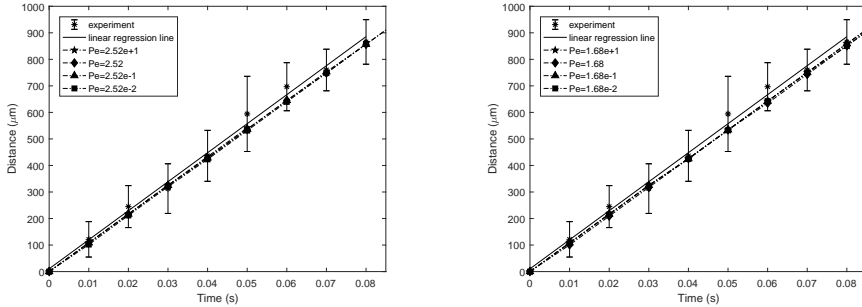 1000
900
800
700
600
500
400
300
200
100
0
Distance (μm)
experiment
linear regression line
Pe=2.52e+1
Pe=2.52
Pe=2.52e-1
Pe=2.52e-2
0 0.01 0.02 0.03 0.04 0.05 0.06 0.07 0.08
Time (s)
1000
900
800
700
600
500
400
300
200
100
0
Distance (μm)
experiment
linear regression line
Pe=1.68e+1
Pe=1.68
Pe=1.68e-1
Pe=1.68e-2
0 0.01 0.02 0.03 0.04 0.05 0.06 0.07 0.08
Time (s)